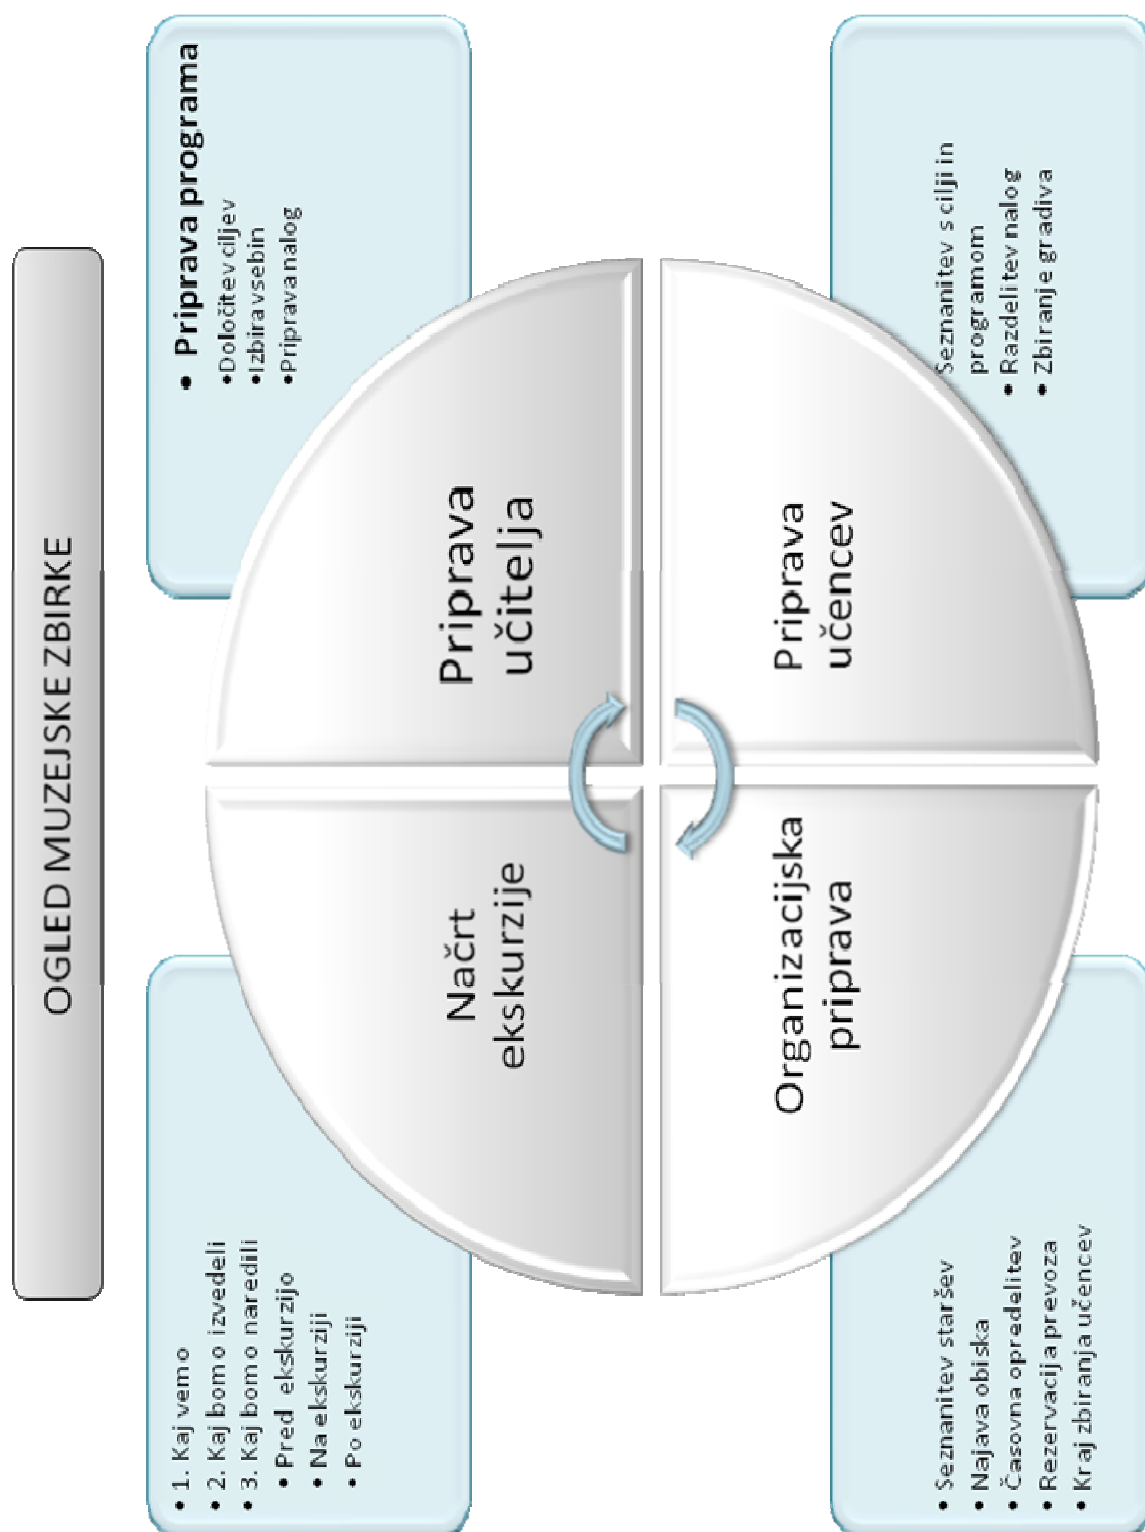 OGLED MUZEJSKE ZBIRKE
• 1. Kaj vemo
• 2. Kaj bomo izvedeli
• 3. Kaj bomo naredili
• Pred ekskurzijo
• Na ekskurziji
• Po ekskurziji
• Priprava programa
• Določitev ciljev
• Izbira vsebin
• Priprava nalog
Načrt
ekskurzije
Priprava
učitelja
Organizacijska
priprava
Priprava
učencev
• Seznanitev staršev
• Najava obiska
• Časovna opredelitev
• Rezervacija prevoza
• Kraj zbiranja učencev
Seznanitev s cilji in
programom
• Razdelitev nalog
• Zbiranje gradiva